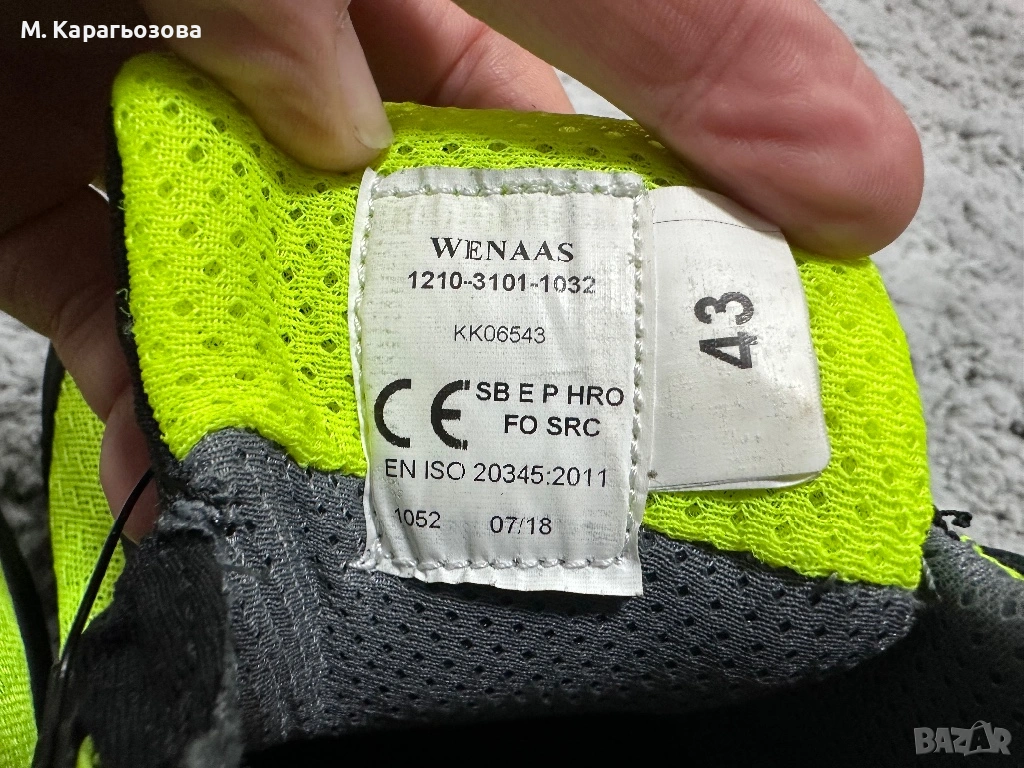 М. Карагьозова
WENAAS
1210-3101-1032
KK06543
CE SB E P HRO
FO SRC
EN ISO 20345:2011
1052 07/18
43
BAZAR